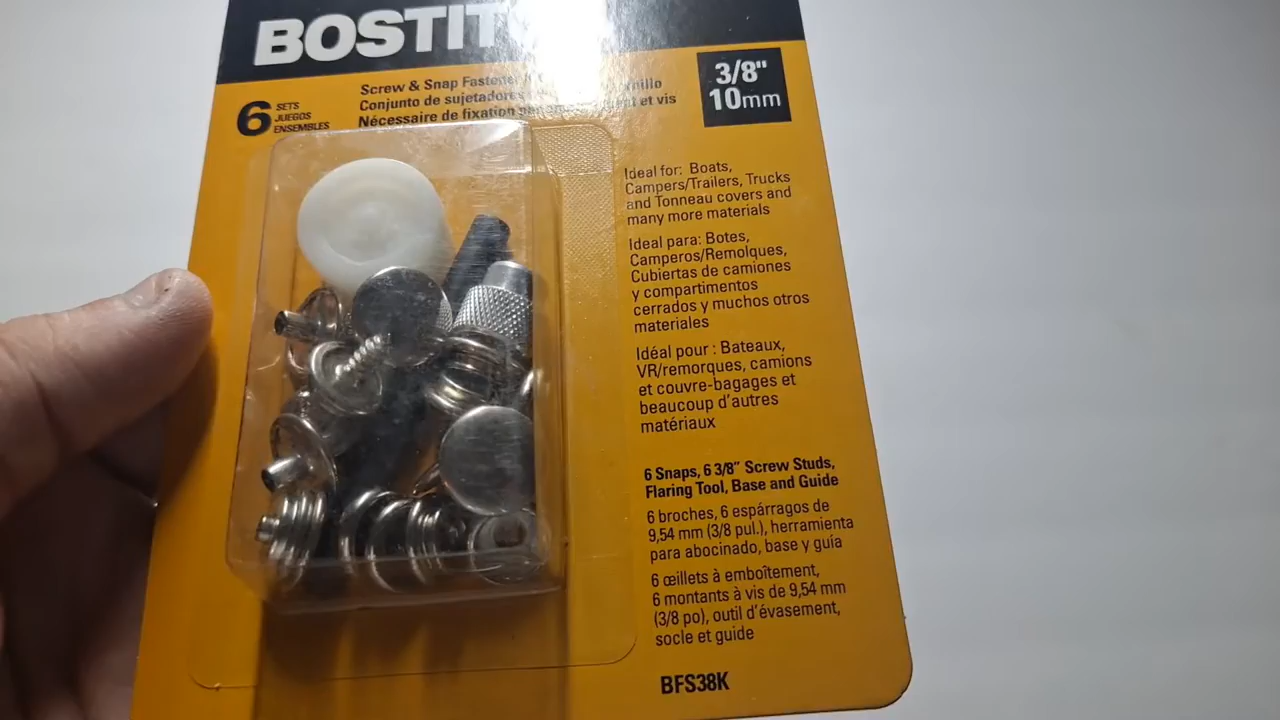 BOSTIT
Screw & Snap Fastener
Conjunto de sujetadores
Nécessaire de fixation et vis
6 SETS
JUEGOS
ENSEMBLES
3/8"
10mm
Ideal for: Boats,
Campers/Trailers, Trucks
and Tonneau covers and
many more materials
Ideal para: Botes,
Camperos/Remolques,
Cubiertas de camiones
y compartimentos
cerrados y muchos otros
materiales
Idéal pour : Bateaux,
VR/remorques, camions
et couvre-bagages et
beaucoup d'autres
matériaux
6 Snaps, 6 3/8" Screw Studs,
Flaring Tool, Base and Guide
6 broches, 6 espárragos de
9,54 mm (3/8 pul.), herramienta
para abocinado, base y guía
6 œillets à emboîtement,
6 montants à vis de 9,54 mm
(3/8 po), outil d'évasement,
socle et guide
BFS38K